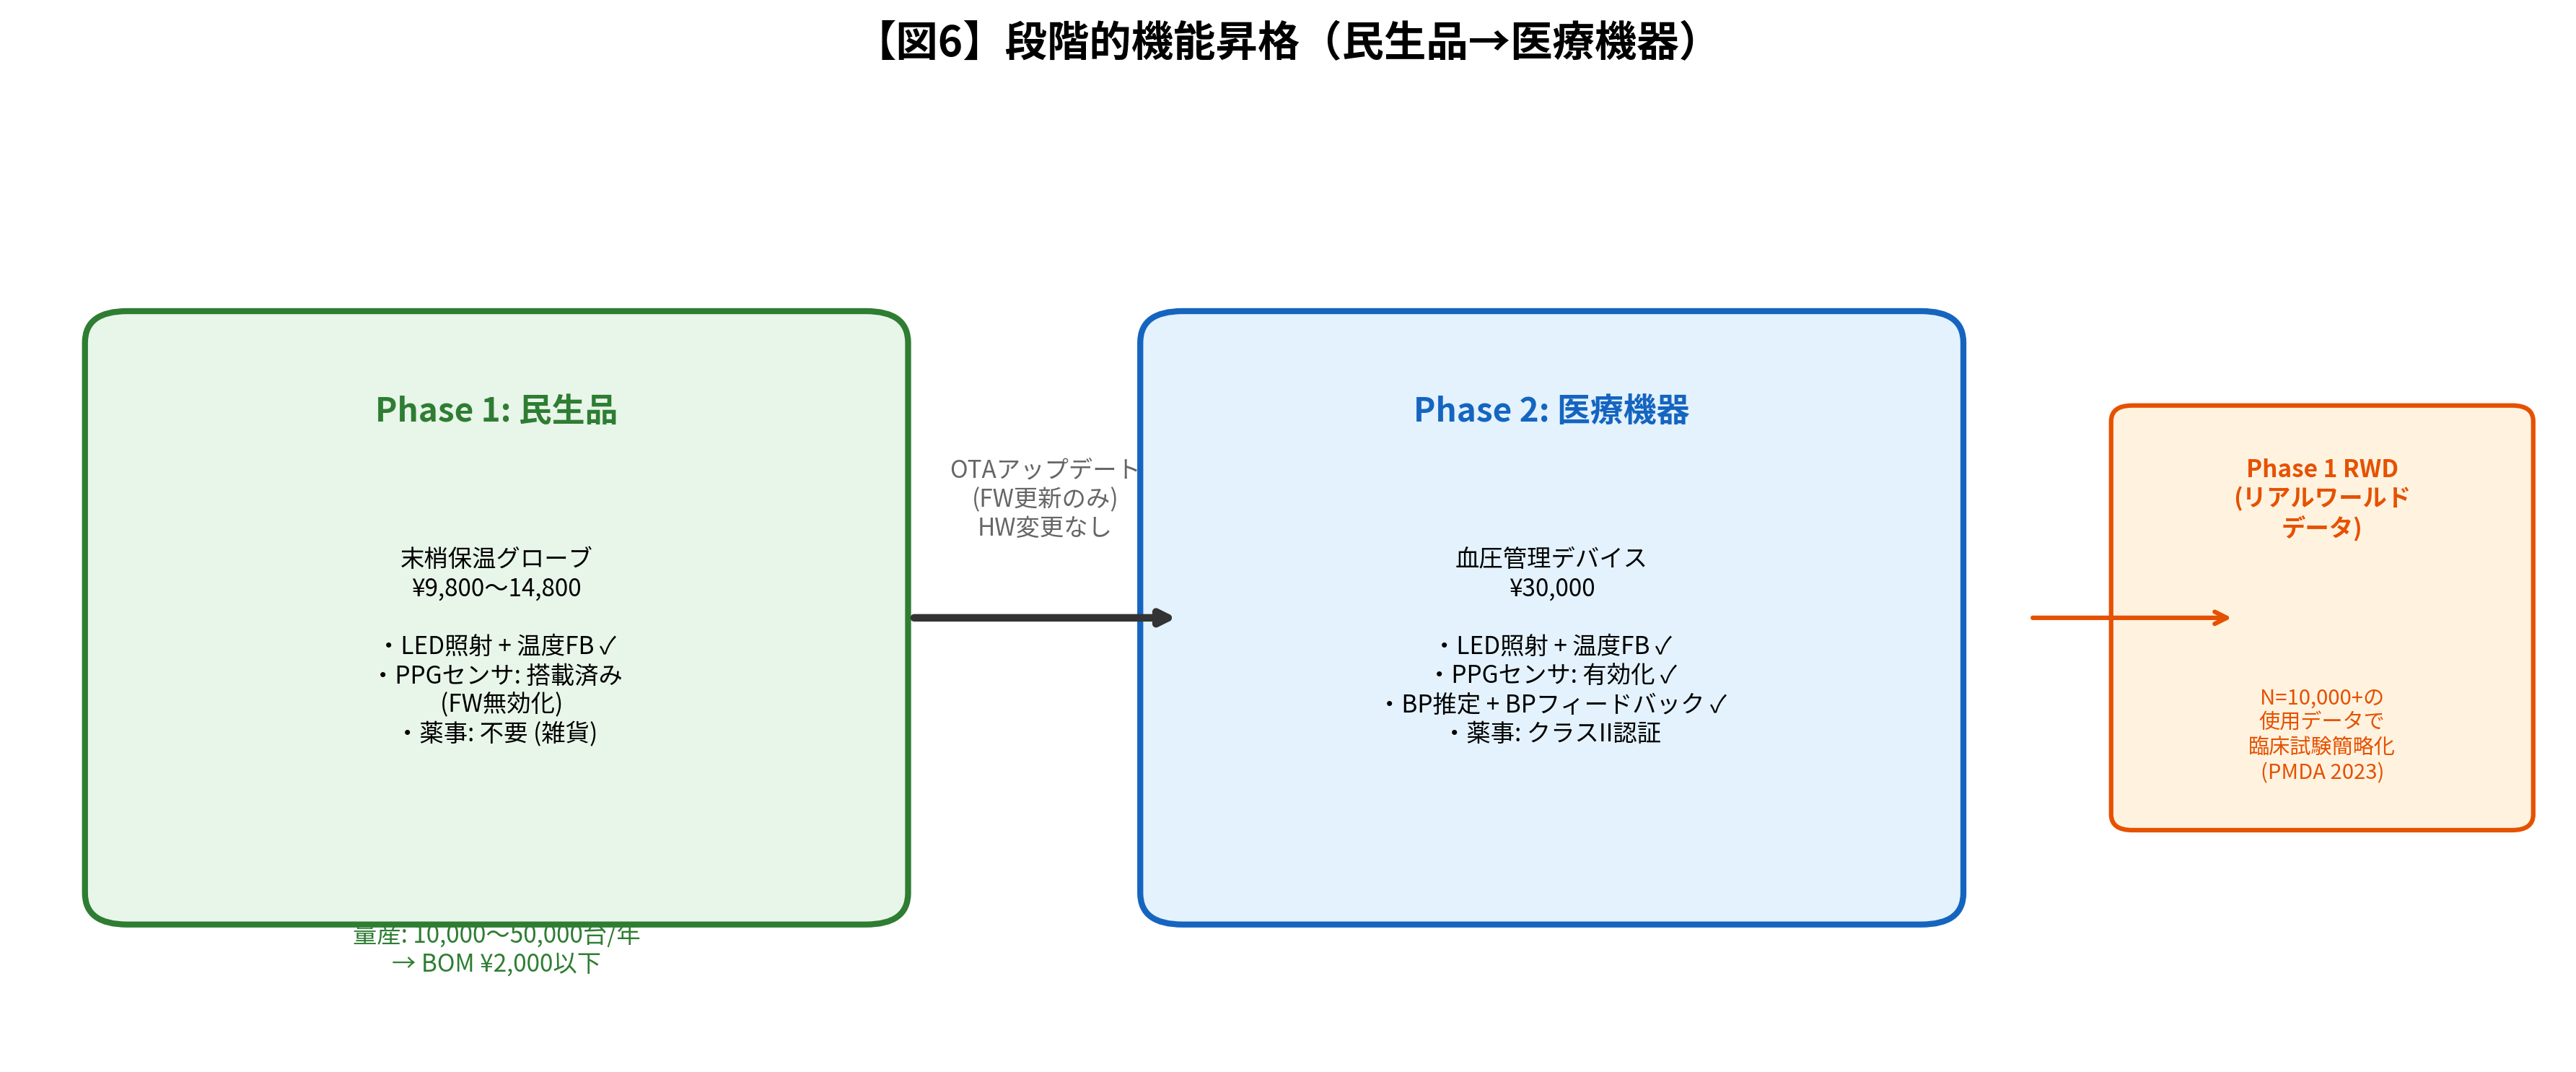 【図6】段階的機能昇格（民生品→医療機器）
Phase 1: 民生品
末梢保温グローブ
¥9,800〜14,800
・LED照射 + 温度FB ✓
・PPGセンサ: 搭載済み
(FW無効化)
・薬事: 不要 (雑貨)
量産: 10,000〜50,000台/年
→ BOM ¥2,000以下
OTAアップデート
(FW更新のみ)
HW変更なし
Phase 2: 医療機器
血圧管理デバイス
¥30,000
・LED照射 + 温度FB ✓
・PPGセンサ: 有効化 ✓
・BP推定 + BPフィードバック ✓
・薬事: クラスII認証
Phase 1 RWD
(リアルワールド
データ)
N=10,000+の
使用データで
臨床試験簡略化
(PMDA 2023)